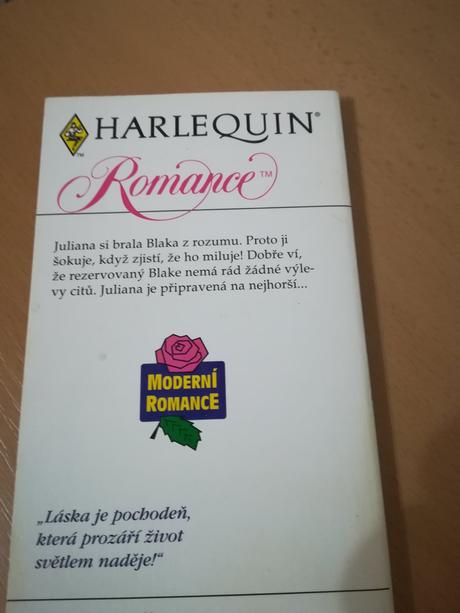 HARLEQUIN®
™
Romance™
Juliana si brala Blaka z rozumu. Proto ji
šokuje, když zjistí, že ho miluje! Dobře ví,
že rezervovaný Blake nemá rád žádné výle-
vy citů. Juliana je připravená na nejhorší...
MODERNÍ
ROMANCE
„Láska je pochodeň,
která prozáří život
světlem naděje!“